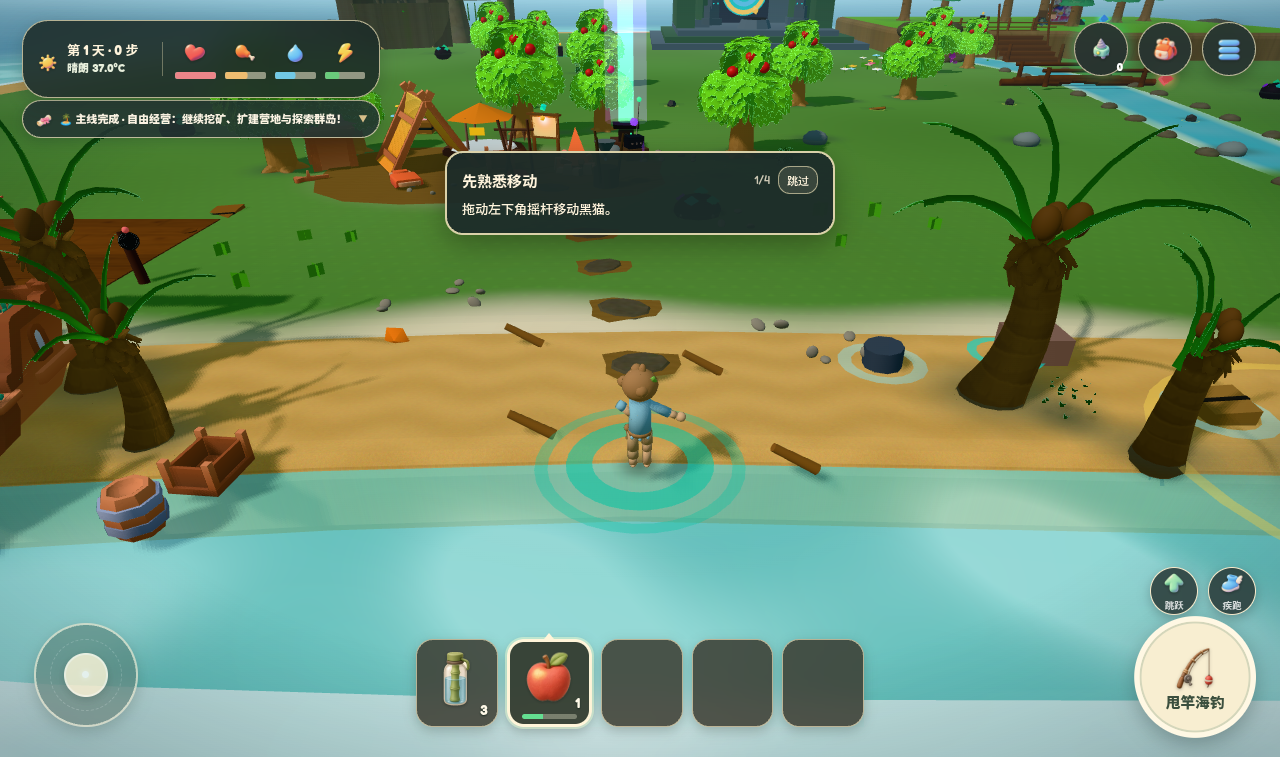 第1天·0 步
晴朗 37.0°C
主线完成·自由经营：继续挖矿、扩建营地与探索群岛！
0
先熟悉移动
1/4
跳过
拖动左下角摇杆移动黑猫。
跳跃
疾跑
甩竿海钓
3
1